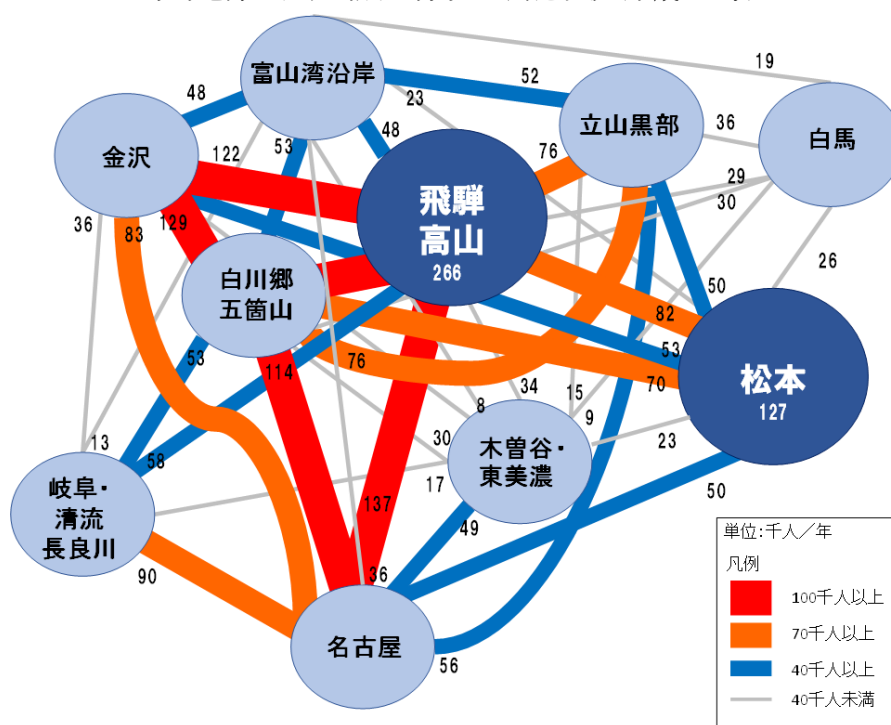 19
富山湾沿岸
52
48
23
立山黒部
36
白馬
金沢
122
53
48
76
29
30
飛騨
高山
266
36
83
129
白川郷
五箇山
26
50
82
53
70
松本
127
53
114
76
34
15
8
9
30
23
木曽谷・
東美濃
13
58
17
50
岐阜・
清流
長良川
137
49
90
36
名古屋
56
単位:千人/年
凡例
100千人以上
70千人以上
40千人以上
40千人未満